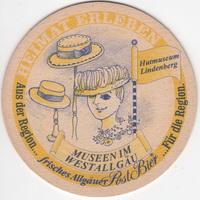 HEIMAT ERLEBEN
Hutmuseum
Lindenberg
Aus der Region...
...Für die Region.
MUSEEN IM
WESTALLGÄU
frisches Allgäuer Post Bier